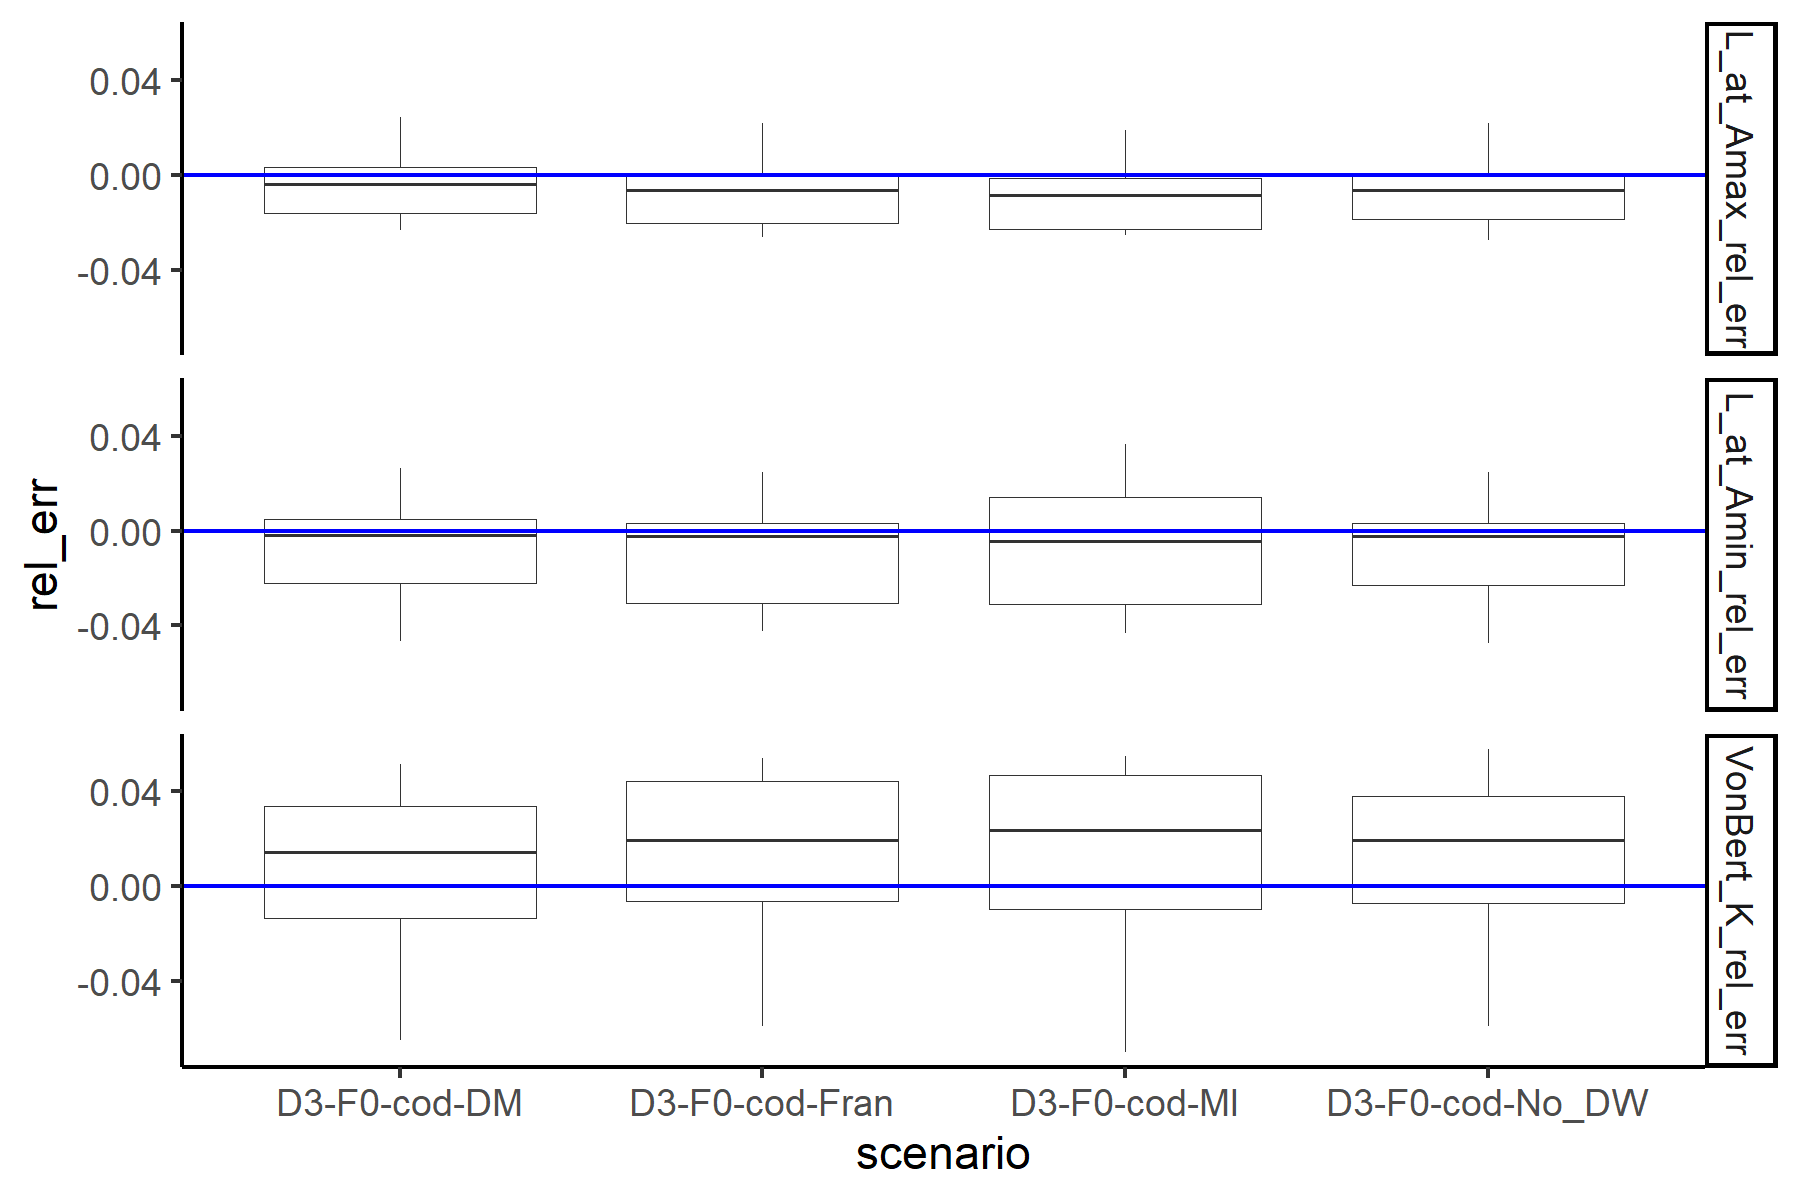 0.04
0.00
-0.04
L_at_Amax_rel_err
0.04
0.00
-0.04
L_at_Amin_rel_err
0.04
0.00
-0.04
VonBert_K_rel_err
rel_err
D3-F0-cod-DM
D3-F0-cod-Fran
D3-F0-cod-MI
D3-F0-cod-No_DW
scenario